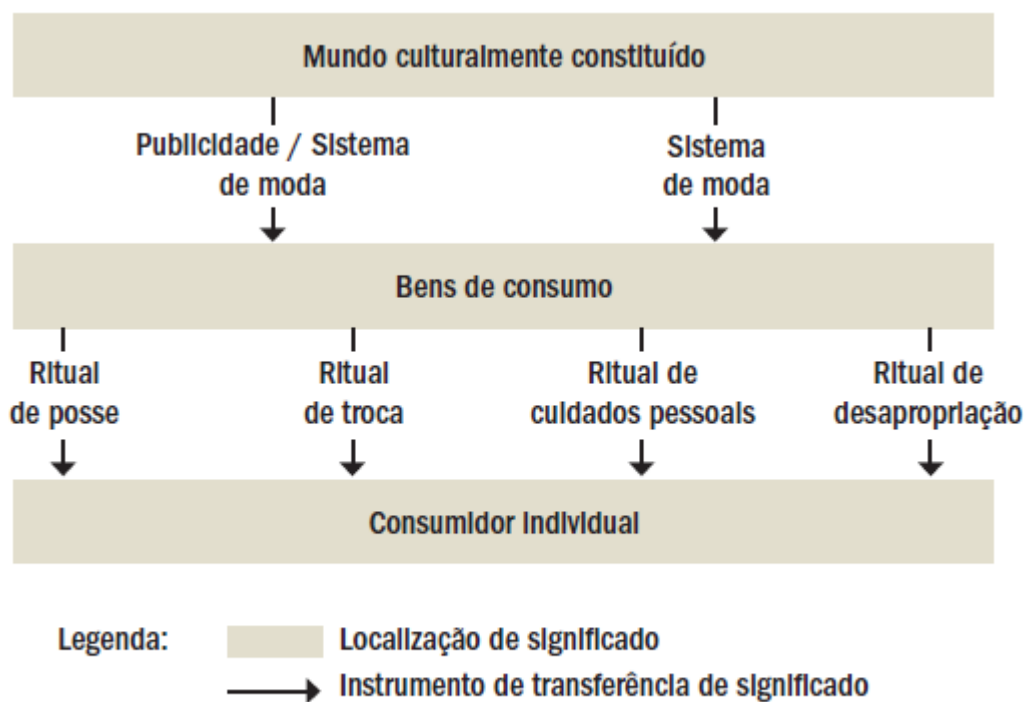 Mundo culturalmente constituído
Publicidade / Sistema
de moda
Sistema
de moda
Bens de consumo
Ritual
de posse
Ritual
de troca
Ritual de
cuidados pessoais
Ritual de
desapropriação
Consumidor individual
Legenda:
Localização de significado
Instrumento de transferência de significado